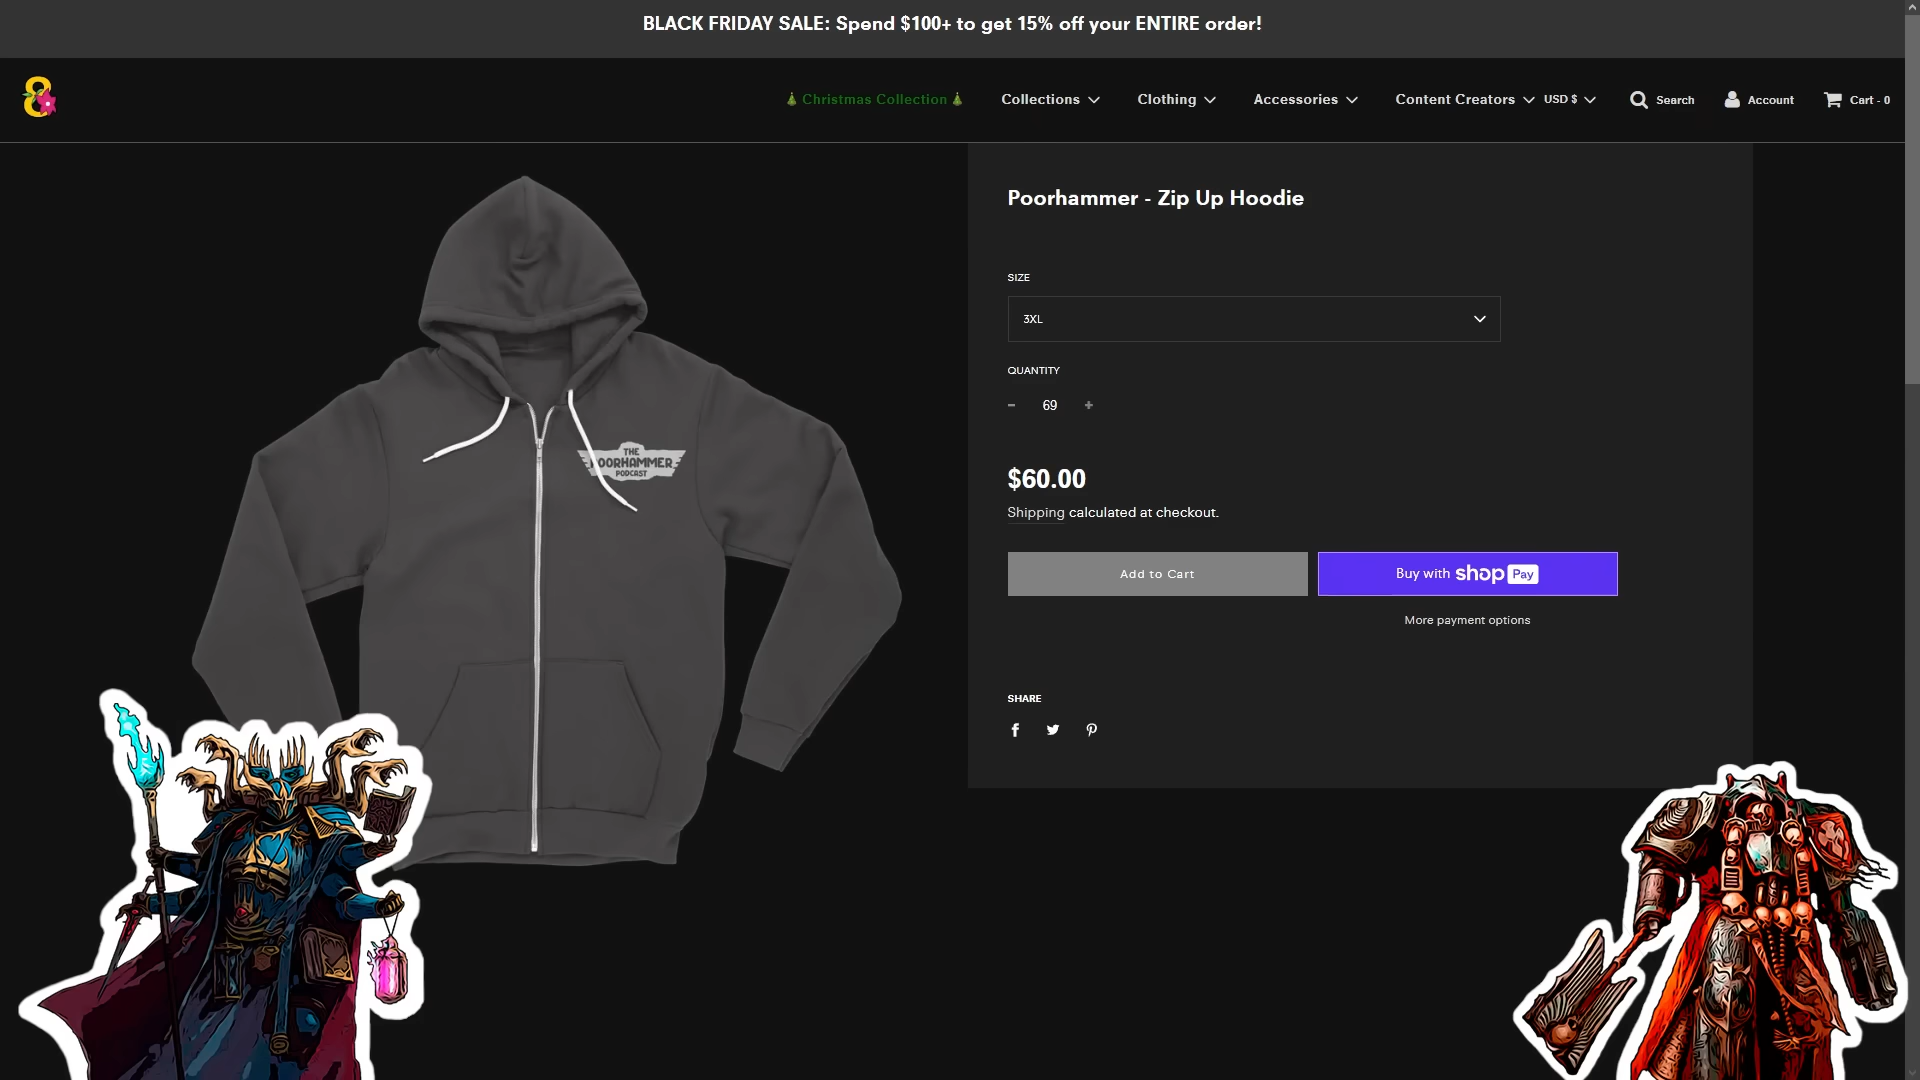 BLACK FRIDAY SALE: Spend $100+ to get 15% off your ENTIRE order!
8
Christmas Collection
Collections
Clothing
Accessories
Content Creators
USD $
Search
Account
Cart - 0
Poorhammer - Zip Up Hoodie
SIZE
3XL
QUANTITY
- 69 +
$60.00
Shipping calculated at checkout.
Add to Cart
Buy with shop Pay
More payment options
SHARE
THE
POORHAMMER
PODCAST